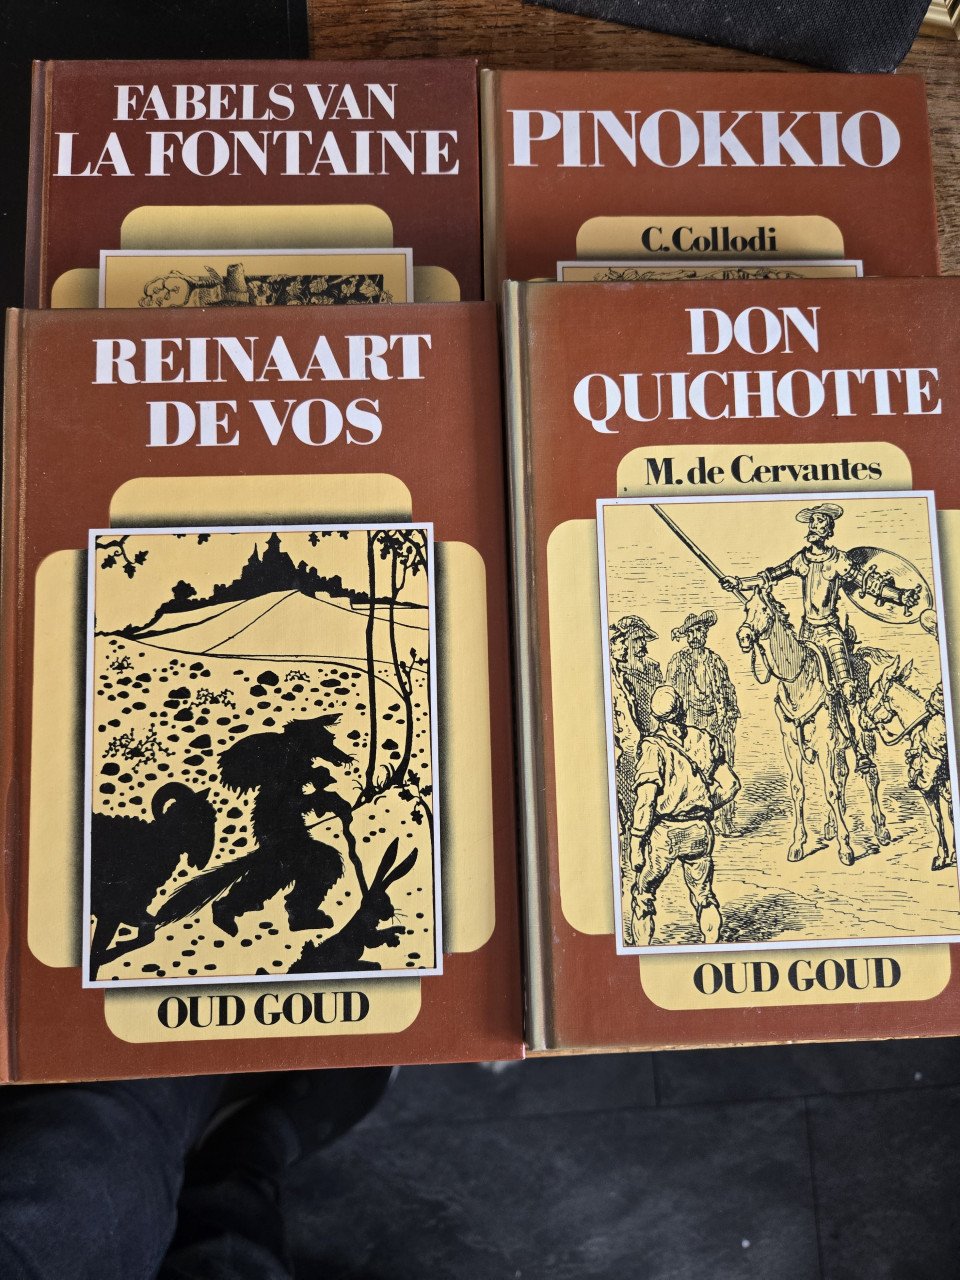 FABELS VAN
LA FONTAINE
PINOKKIO
C. Collodi
REINAART
DE VOS
OUD GOUD
DON
QUICHOTTE
M. de Cervantes
OUD GOUD